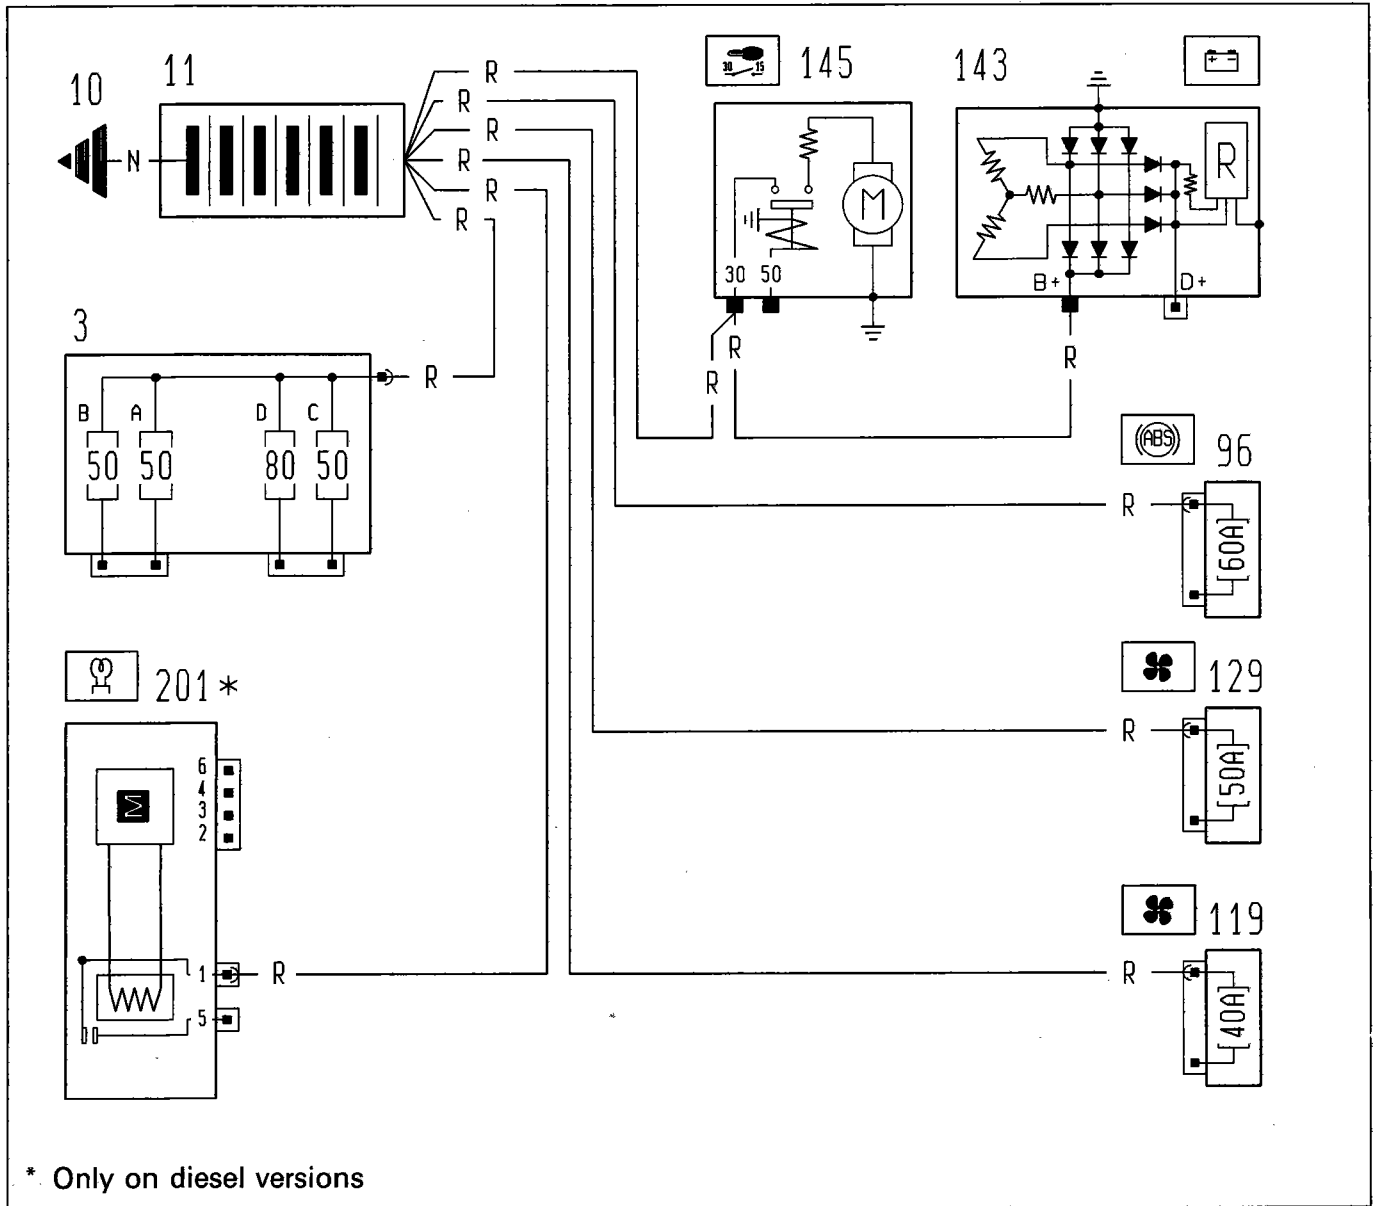 10
11
N
R
R
R
R
R
R
30 15
145
M
30
50
143
+ -
R
B+
D+
R
R
R
3
R
B
A
D
C
50
50
80
50
(ABS)
96
R
[60A]
129
R
[50A]
119
R
[40A]
201*
M
6
4
3
2
1
R
5
* Only on diesel versions